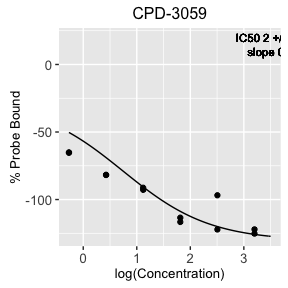 CPD-3059
IC50 2 +/
slope 0
% Probe Bound
0
-50
-100
0
1
2
3
log(Concentration)